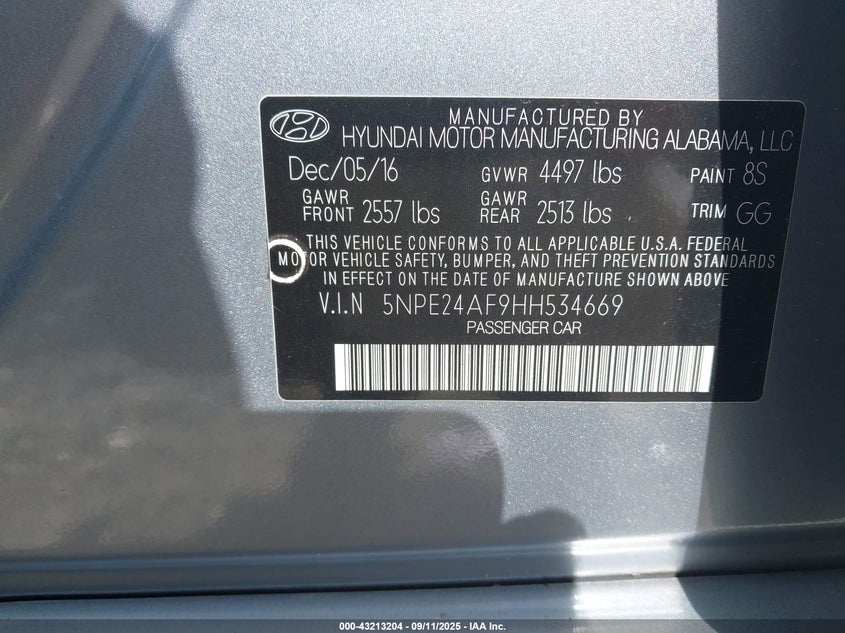 MANUFACTURED BY
HYUNDAI MOTOR MANUFACTURING ALABAMA, LLC
Dec/05/16 GVWR 4497 lbs PAINT 8S
GAWR FRONT 2557 lbs GAWR REAR 2513 lbs TRIM GG
THIS VEHICLE CONFORMS TO ALL APPLICABLE U.S.A. FEDERAL
MOTOR VEHICLE SAFETY, BUMPER, AND THEFT PREVENTION STANDARDS
IN EFFECT ON THE DATE OF MANUFACTURE SHOWN ABOVE
V.I.N 5NPE24AF9HH534669
PASSENGER CAR
000-43213204 - 09/11/2025 - IAA Inc.